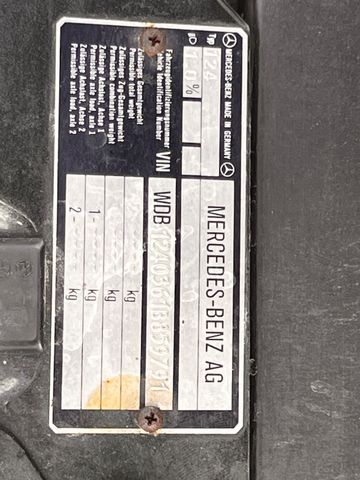 MERCEDES-BENZ MADE IN GERMANY
MERCEDES-BENZ AG
Typ 124
Fahrzeugidentifizierungsnummer
Vehicle Identification Number
VIN
WDB
Zulässiges Gesamtgewicht
Permissible total weight
kg
Zulässiges Zug-Gesamtgewicht
Permissible combination weight
kg
Zulässige Achslast, Achse 1
Permissible axle load, axle 1
1- kg
Zulässige Achslast, Achse 2
Permissible axle load, axle 2
2- kg